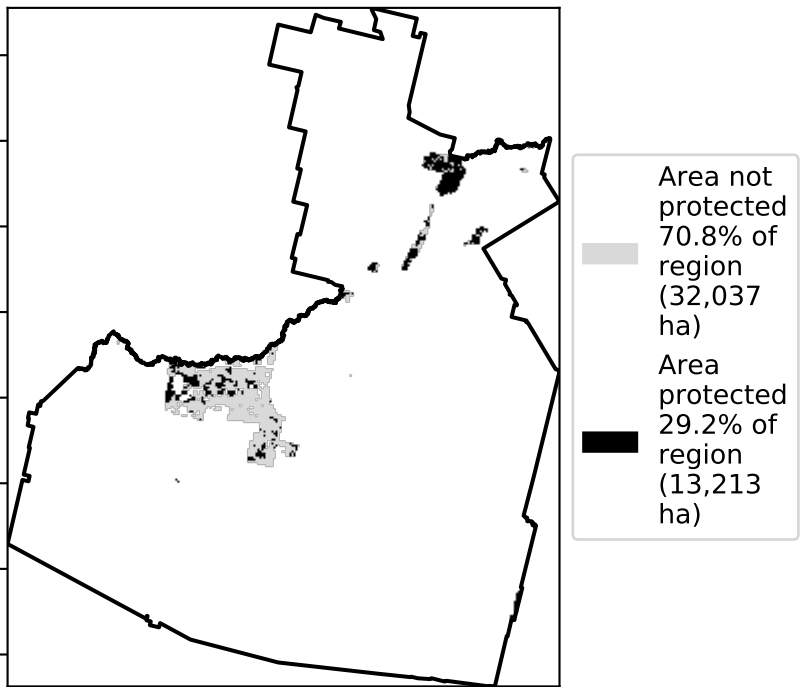 Area not
protected
70.8% of
region
(32,037
ha)
Area
protected
29.2% of
region
(13,213
ha)